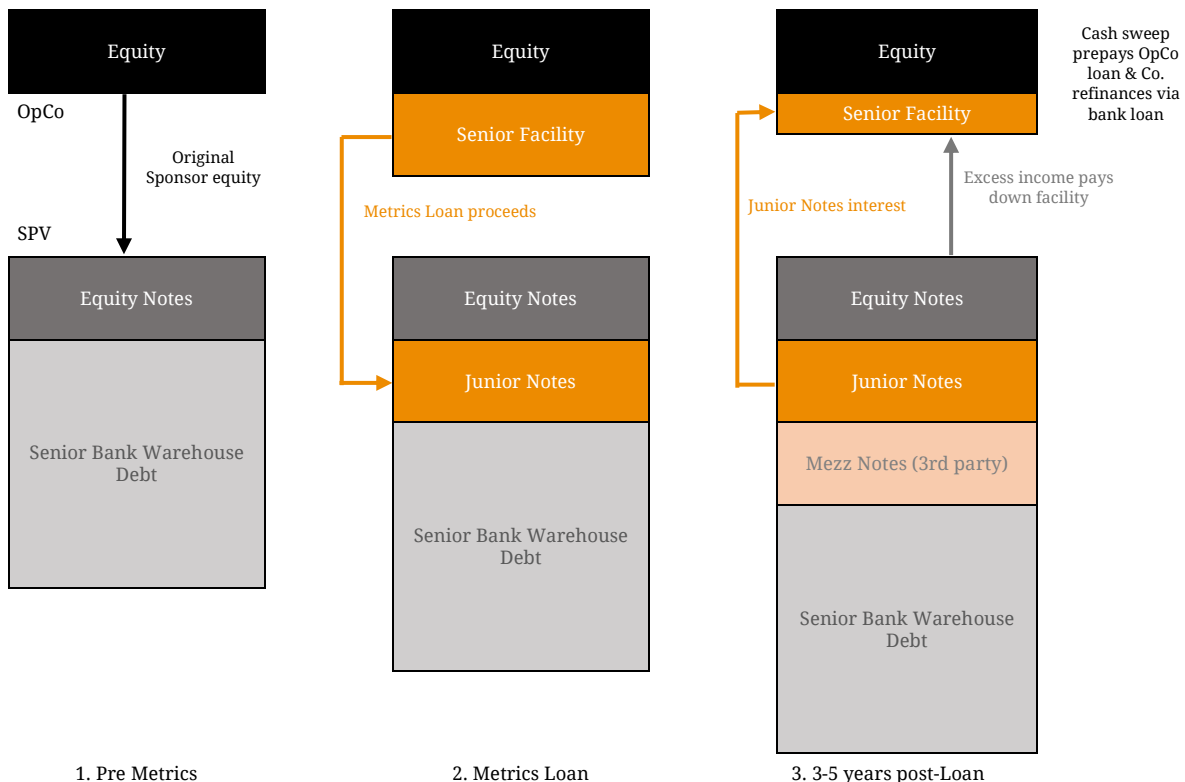 Equity
OpCo
Original
Sponsor equity
SPV
Equity Notes
Senior Bank Warehouse
Debt
1. Pre Metrics
Equity
Senior Facility
Metrics Loan proceeds
Equity Notes
Junior Notes
Senior Bank Warehouse
Debt
2. Metrics Loan
Equity
Senior Facility
Cash sweep
prepays OpCo
loan & Co.
refinances via
bank loan
Junior Notes interest
Excess income pays
down facility
Equity Notes
Junior Notes
Mezz Notes (3rd party)
Senior Bank Warehouse
Debt
3. 3-5 years post-Loan